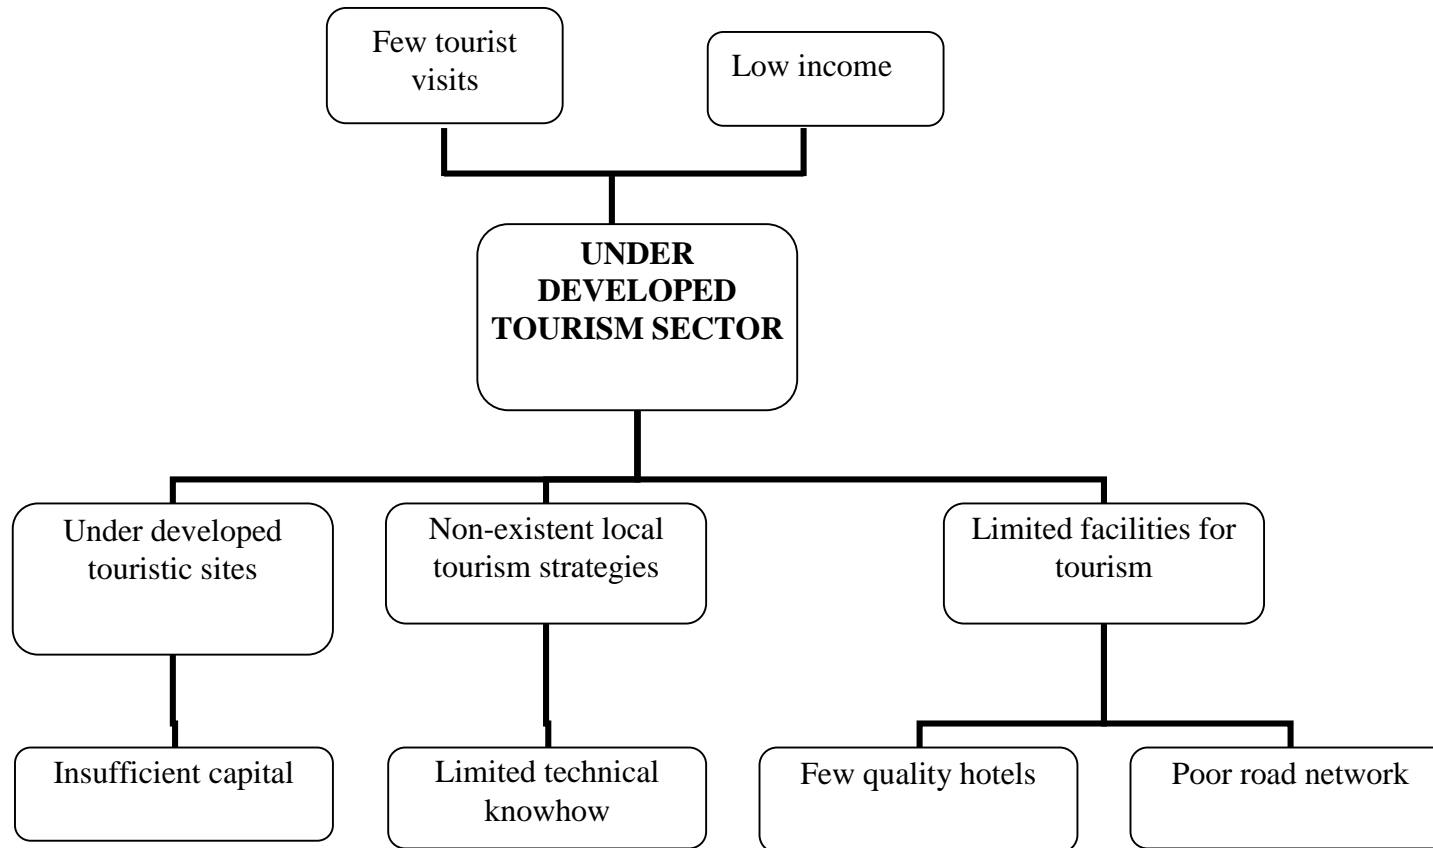 Few tourist
visits
Low income
UNDER
DEVELOPED
TOURISM SECTOR
Under developed
touristic sites
Non-existent local
tourism strategies
Limited facilities for
tourism
Insufficient capital
Limited technical
knowhow
Few quality hotels
Poor road network